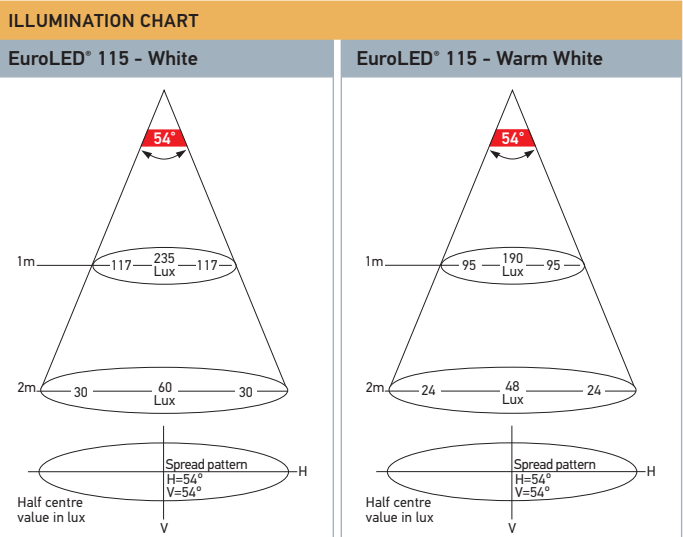 ILLUMINATION CHART
EuroLED® 115 - White
54°
1m
117 235 117
Lux
2m
30 60 30
Lux
Spread pattern
H
H=54°
V=54°
Half centre
value in lux
V
EuroLED® 115 - Warm White
54°
1m
95 190 95
Lux
2m
24 48 24
Lux
Spread pattern
H
H=54°
V=54°
Half centre
value in lux
V